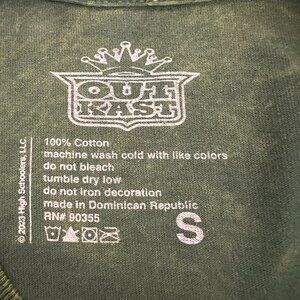 OUT
KAST
100% Cotton
machine wash cold with like colors
do not bleach
tumble dry low
do not iron decoration
made in Dominican Republic
RN# 90355
S
© 2023 High Schoolers, LLC.